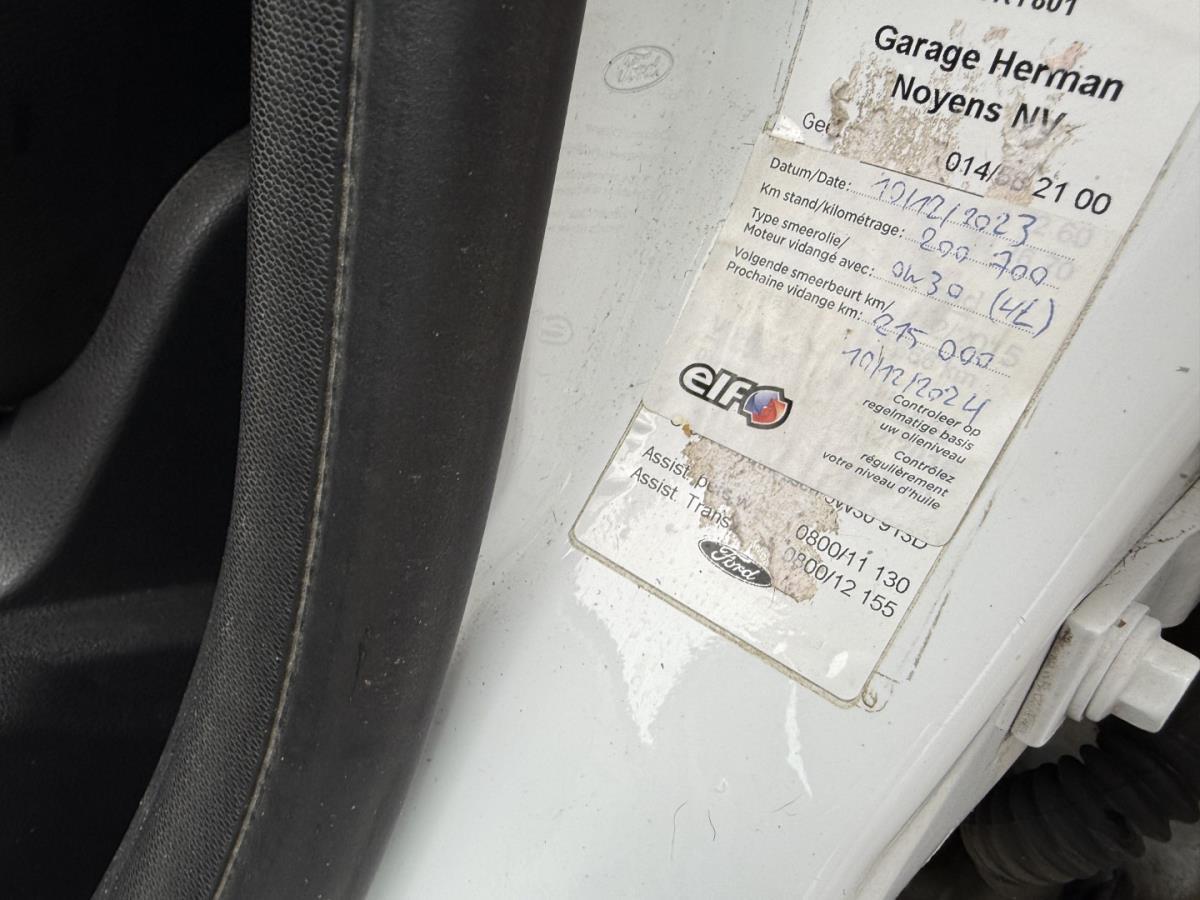 Garage Herman
Noyens NV
014/ 21 00
Datum/Date: 10/12/2023
Km stand/kilométrage: 200 700
Type smeerolie/
Moteur vidangé avec: 0W30 (4L)
Volgende smeerbeurt km/
Prochaine vidange km: 215 000
10/12/2024
elf
Controleer op
regelmatige basis
uw olieniveau
Contrôlez
régulièrement
votre niveau d'huile
5W30 913D
Assist. 0800/11 130
Assist. Trans 0800/12 155
Ford
Ford